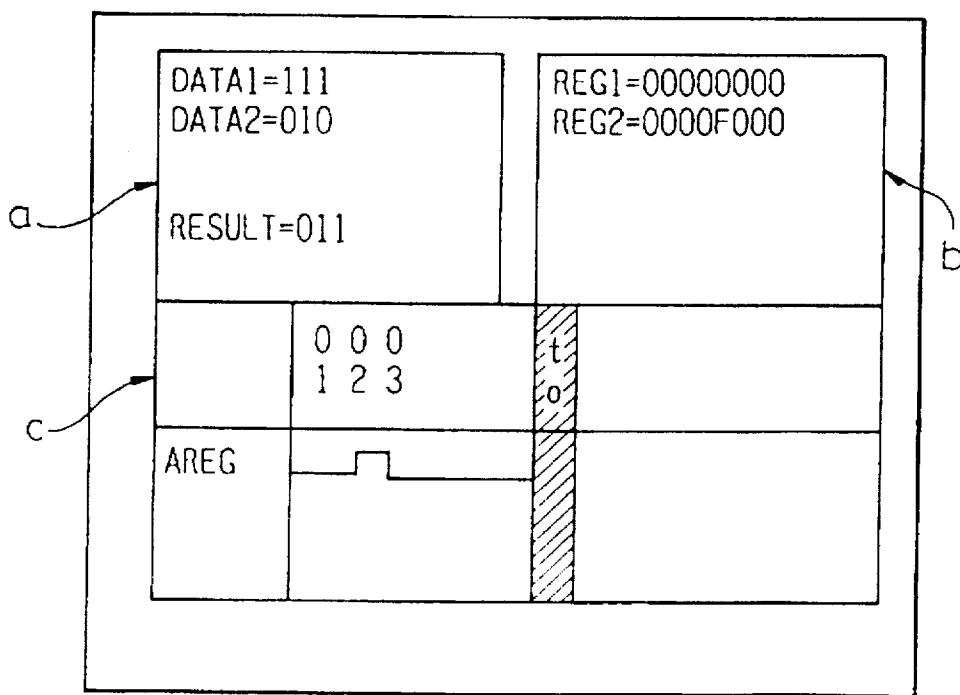 DATA1=111
DATA2=010
RESULT=011
REG1=00000000
REG2=0000F000
a
b
c
0 0 0
1 2 3
t
o
AREG